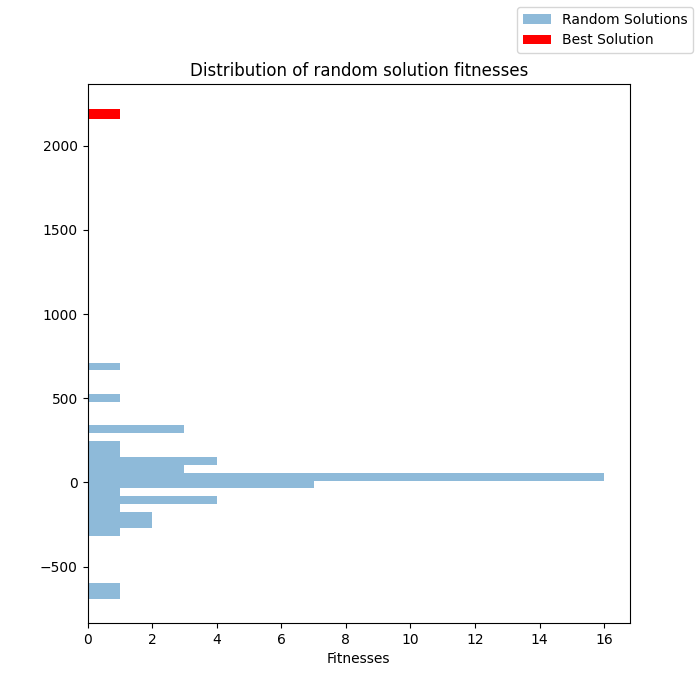 Random Solutions
Best Solution
Distribution of random solution fitnesses
2000
1500
1000
500
0
−500
0 2 4 6 8 10 12 14 16
Fitnesses